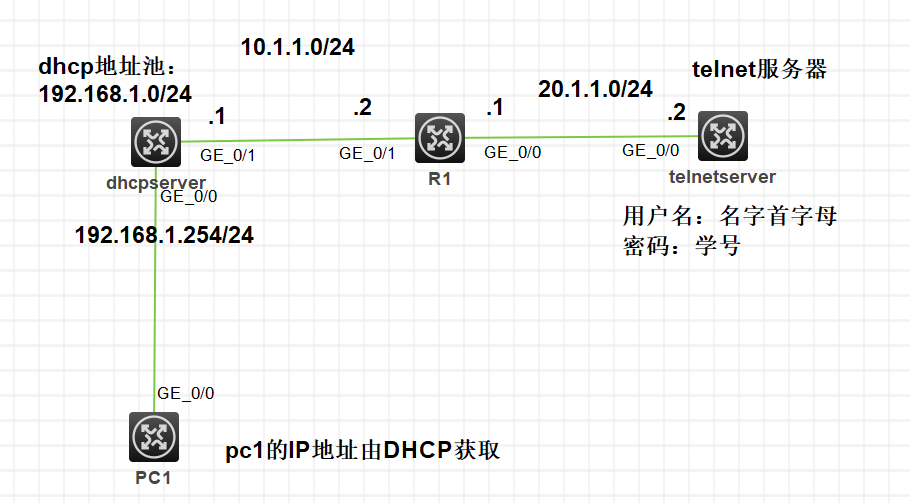 10.1.1.0/24
dhcp地址池：
192.168.1.0/24
telnet服务器
20.1.1.0/24
.1
.2
.1
.2
GE_0/1
GE_0/1
GE_0/0
GE_0/0
dhcpserver
R1
telnetserver
GE_0/0
用户名：名字首字母
密码：学号
192.168.1.254/24
GE_0/0
pc1的IP地址由DHCP获取
PC1